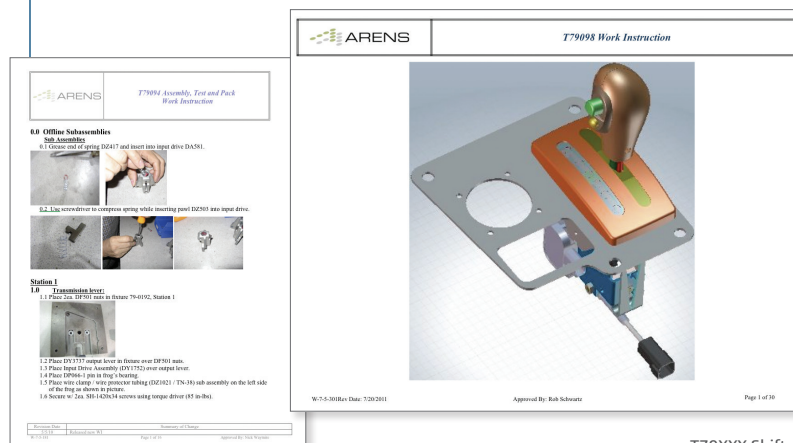 ARENS
T79094 Assembly, Test and Pack
Work Instruction
0.0 Offline Subassemblies
Sub Assemblies
0.1 Grease end of spring DZ417 and insert into input drive DA581.
0.2 Use screwdriver to compress spring while inserting pawl DZ503 into input drive.
Station 1
1.0 Transmission lever:
1.1 Place 2ea. DF501 nuts in fixture 79-0192, Station 1
1.2 Place DY3737 output lever in fixture over DF501 nuts.
1.3 Place Input Drive Assembly (DY1752) over output lever.
1.4 Place DP066-1 pin in frog's bearing.
1.5 Place wire clamp / wire protector tubing (DZ1021 / TN-38) sub assembly on the left side
of the frog as shown in picture.
1.6 Secure w/ 2ea. SH-1420x34 screws using torque driver (85 in-lbs).
Revision Date Summary of Change
Released new WI
Page 1 of
Approved By:
ARENS
T79098 Work Instruction
W-7-5-301Rev Date: 7/20/2011
Approved By: Rob Schwartz
Page 1 of 30
T79XXX Shift